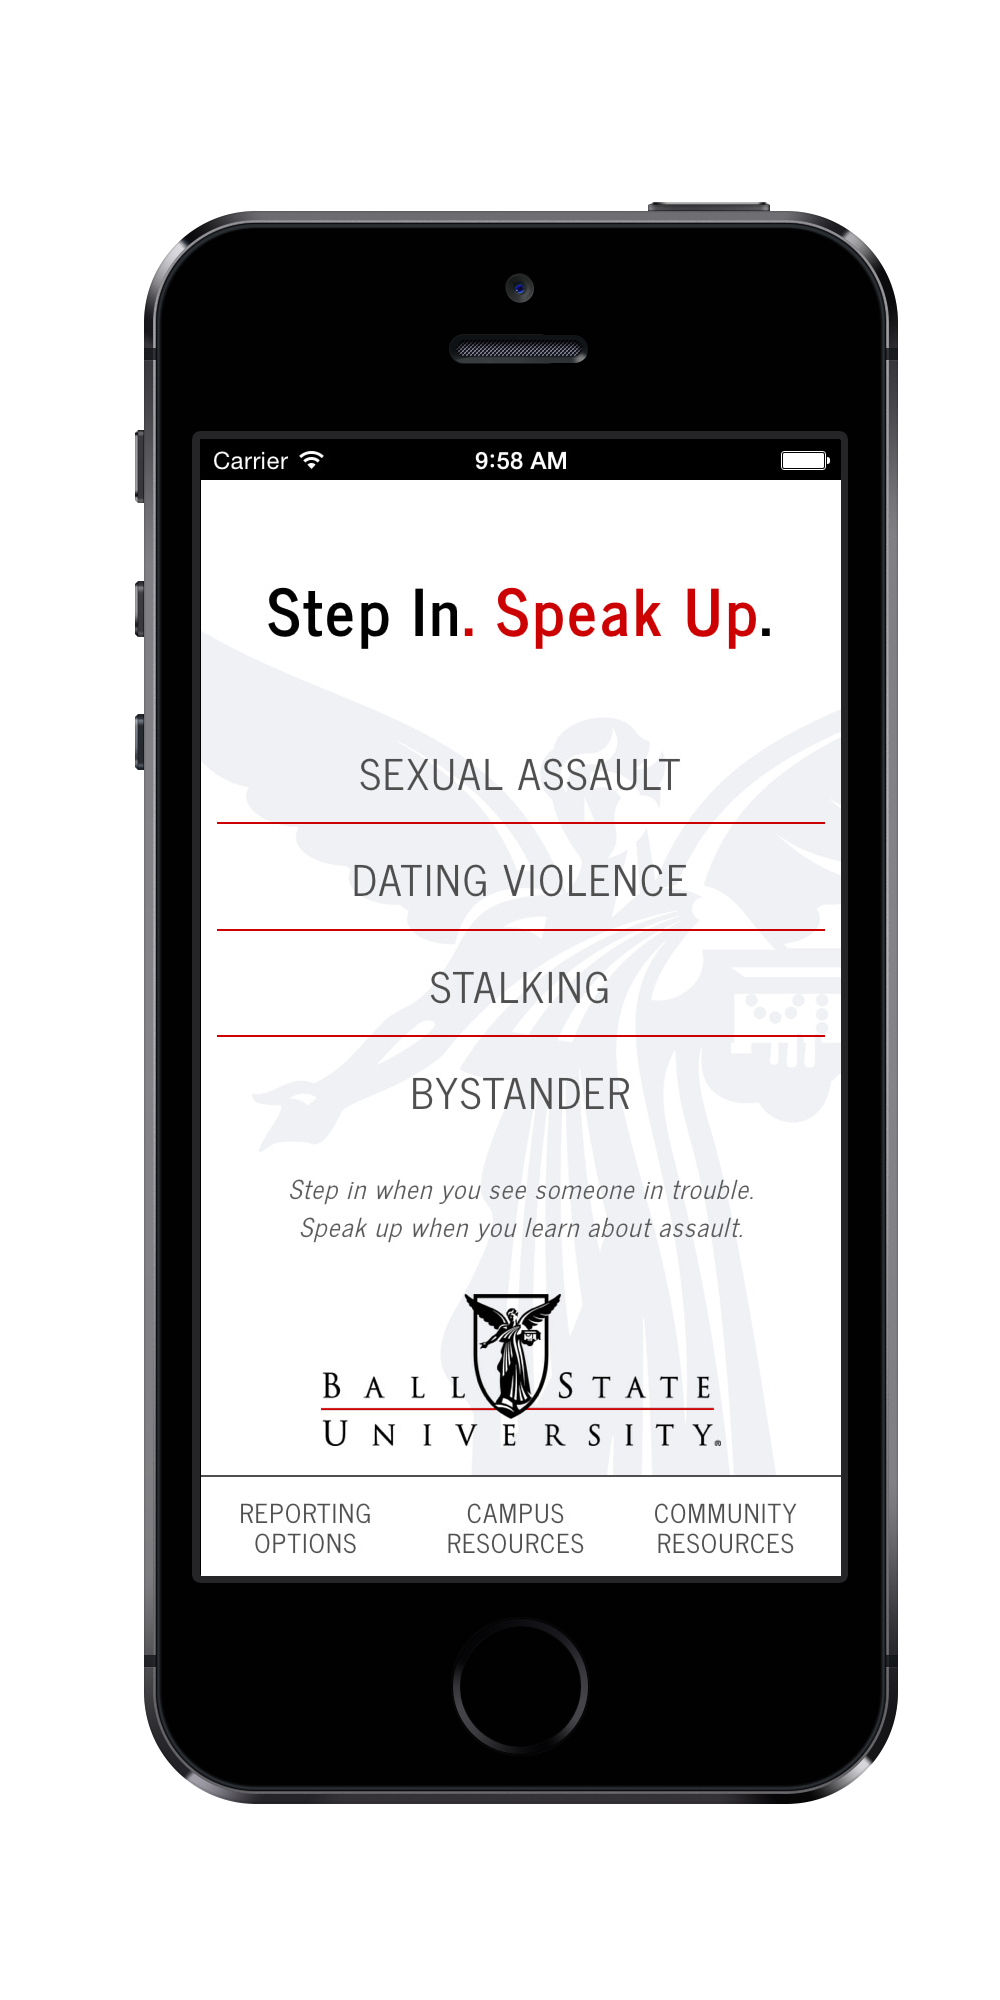 Carrier 9:58 AM
Step In. Speak Up.
SEXUAL ASSAULT
DATING VIOLENCE
STALKING
BYSTANDER
Step in when you see someone in trouble.
Speak up when you learn about assault.
BALL STATE
UNIVERSITY®
REPORTING OPTIONS
CAMPUS RESOURCES
COMMUNITY RESOURCES